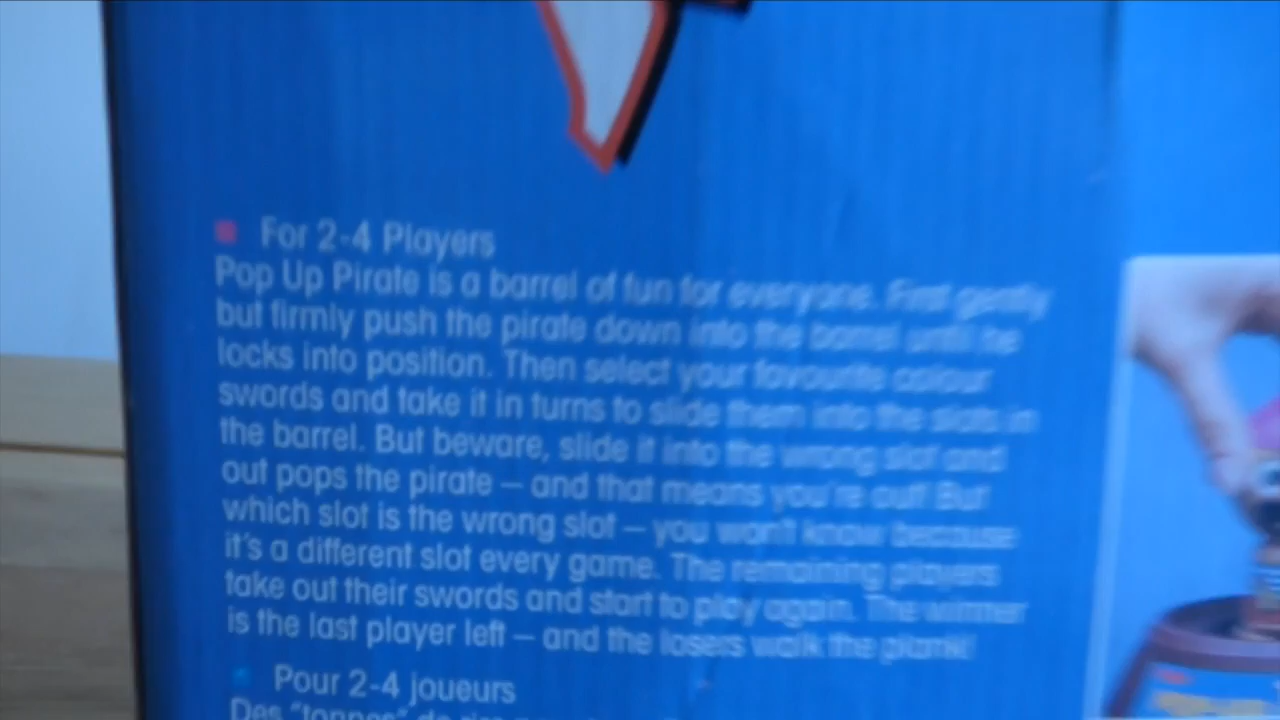 For 2-4 Players
Pop Up Pirate is a barrel of fun for everyone. First gently
but firmly push the pirate down into the barrel until he
locks into position. Then select your favourite colour
swords and take it in turns to slide them into the slots in
the barrel. But beware, slide it into the wrong slot and
out pops the pirate – and that means you're out! But
which slot is the wrong slot – you won't know because
it's a different slot every game. The remaining players
take out their swords and start to play again. The winner
is the last player left – and the losers walk the plank!
Pour 2-4 joueurs
Des "tonnes" de